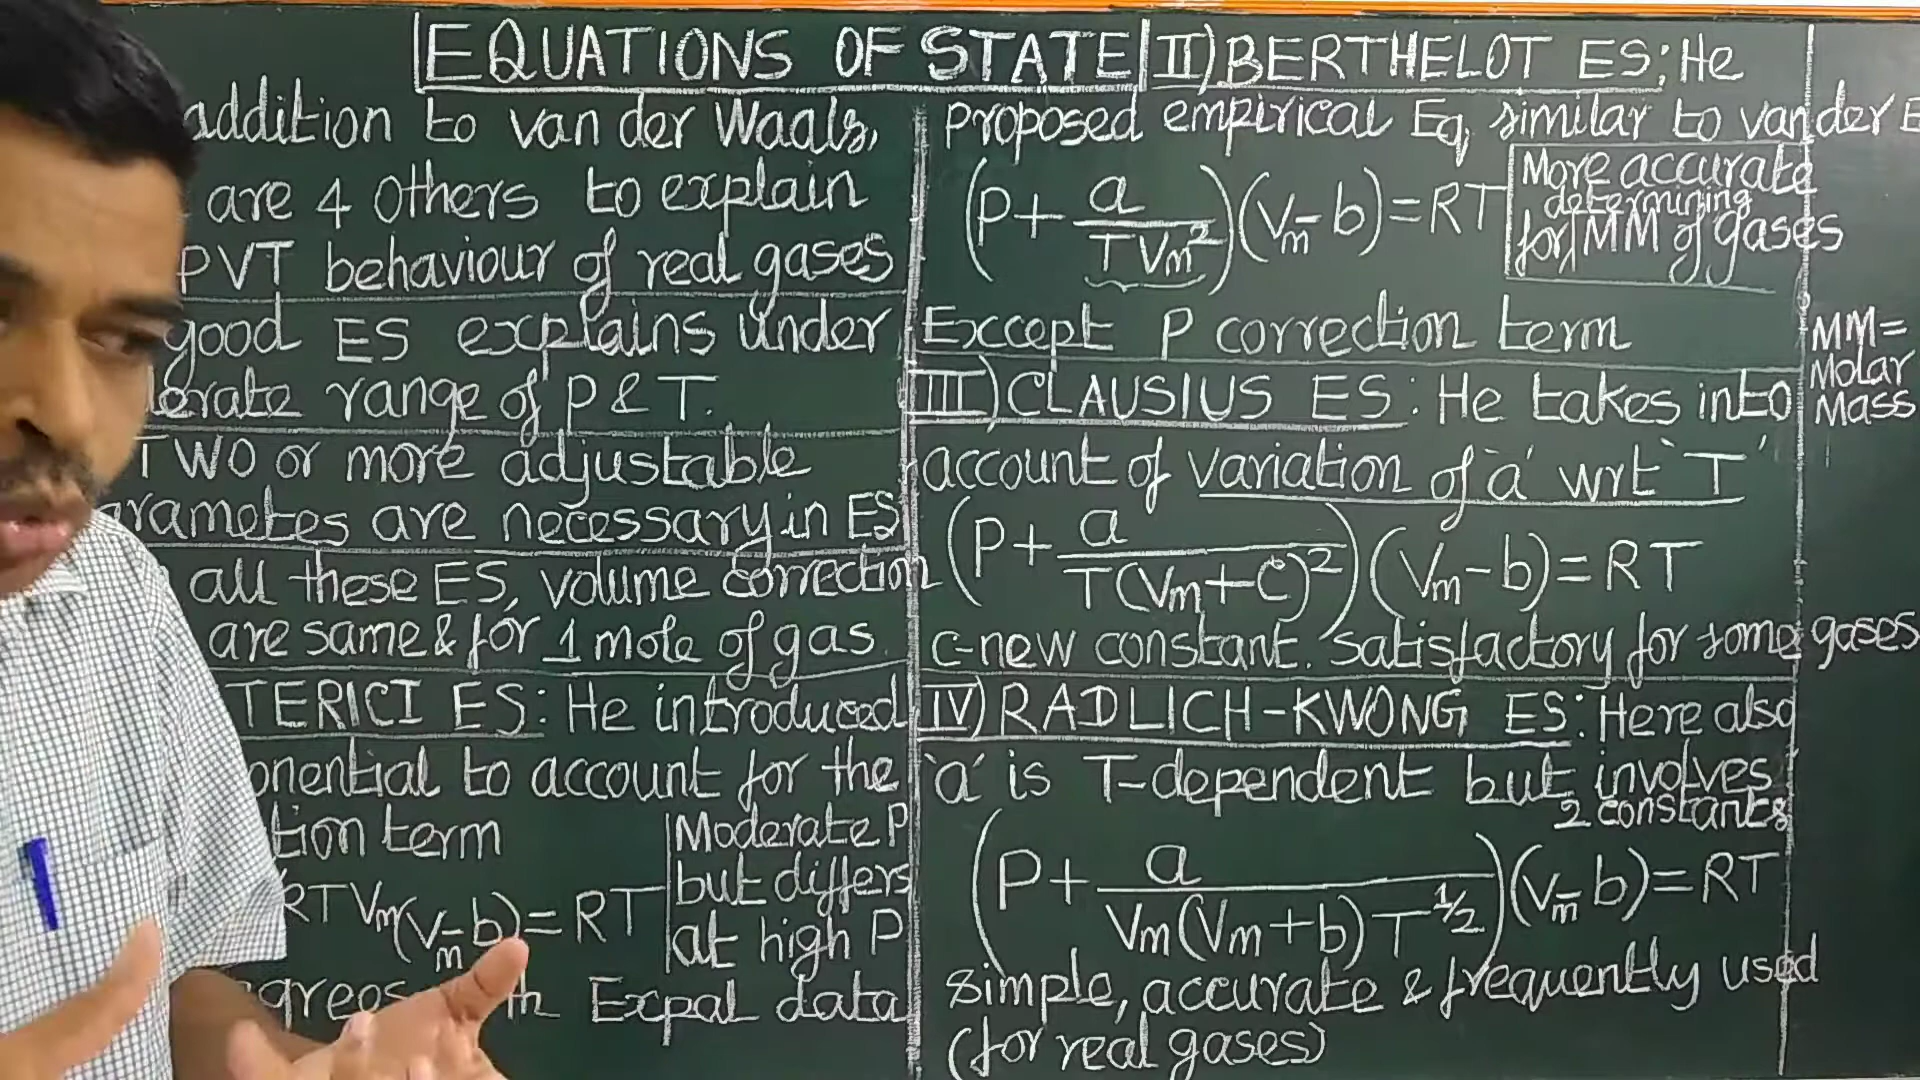 EQUATIONS OF STATE
addition to van der Waals,
are 4 others to explain
PVT behaviour of real gases
good ES explains under
erate range of P & T.
TWO or more adjustable
arametes are necessary in ES
all these ES, volume correction
are same & for 1 mole of gas
TERICI ES: He introduced
onential to account for the
tion term
RTVm(Vm-b)=RT
Moderate P
but differs
at high P
grees th Expal data
II) BERTHELOT ES: He
proposed empirical Eq, similar to van der E
(P+a/TVm²)(Vm-b)=RT
More accurate
determining
for MM of gases
Except P correction term
MM=
Molar
Mass
III) CLAUSIUS ES: He takes into
account of variation of 'a' wrt 'T'
(P+a/T(Vm+C)²)(Vm-b)=RT
C-new constant. satisfactory for some gases
IV) RADLICH-KWONG ES: Here also
'a' is T-dependent but involves
2 constants
(P+a/Vm(Vm+b)T^1/2)(Vm-b)=RT
simple, accurate & frequently used
(for real gases)